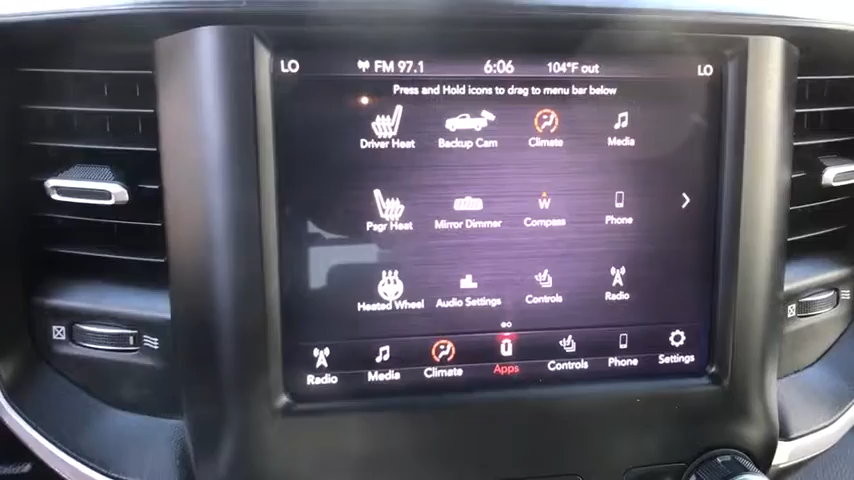 LO FM 97.1 6:06 104°F out LO
Press and Hold icons to drag to menu bar below
Driver Heat Backup Cam Climate Media
Psgr Heat Mirror Dimmer W Compass Phone
Heated Wheel Audio Settings Controls Radio
Radio Media Climate Apps Controls Phone Settings